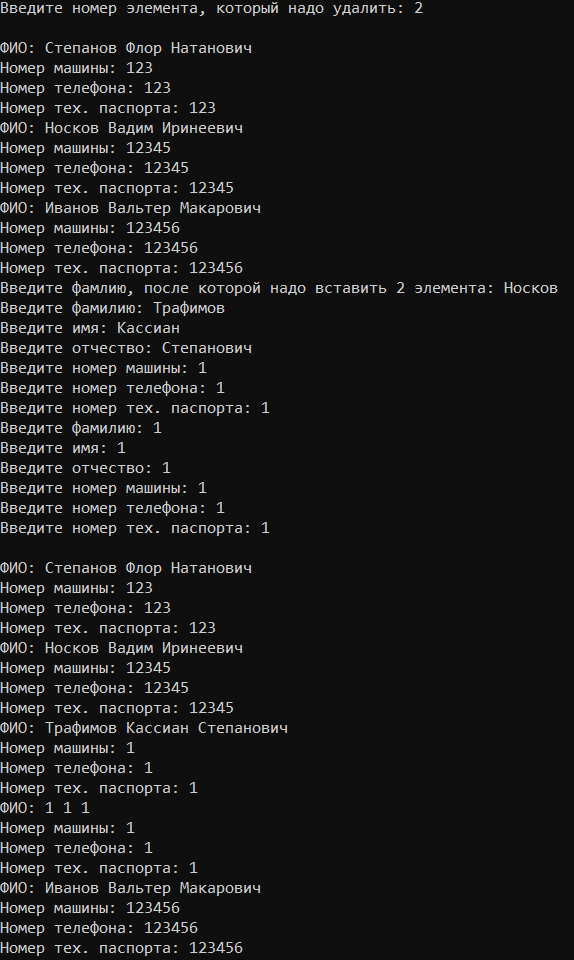 Введите номер элемента, который надо удалить: 2
ФИО: Степанов Флор Натанович
Номер машины: 123
Номер телефона: 123
Номер тех. паспорта: 123
ФИО: Носков Вадим Иринеевич
Номер машины: 12345
Номер телефона: 12345
Номер тех. паспорта: 12345
ФИО: Иванов Вальтер Макарович
Номер машины: 123456
Номер телефона: 123456
Номер тех. паспорта: 123456
Введите фамлию, после которой надо вставить 2 элемента: Носков
Введите фамилию: Трафимов
Введите имя: Кассиан
Введите отчество: Степанович
Введите номер машины: 1
Введите номер телефона: 1
Введите номер тех. паспорта: 1
Введите фамилию: 1
Введите имя: 1
Введите отчество: 1
Введите номер машины: 1
Введите номер телефона: 1
Введите номер тех. паспорта: 1
ФИО: Степанов Флор Натанович
Номер машины: 123
Номер телефона: 123
Номер тех. паспорта: 123
ФИО: Носков Вадим Иринеевич
Номер машины: 12345
Номер телефона: 12345
Номер тех. паспорта: 12345
ФИО: Трафимов Кассиан Степанович
Номер машины: 1
Номер телефона: 1
Номер тех. паспорта: 1
ФИО: 1 1 1
Номер машины: 1
Номер телефона: 1
Номер тех. паспорта: 1
ФИО: Иванов Вальтер Макарович
Номер машины: 123456
Номер телефона: 123456
Номер тех. паспорта: 123456